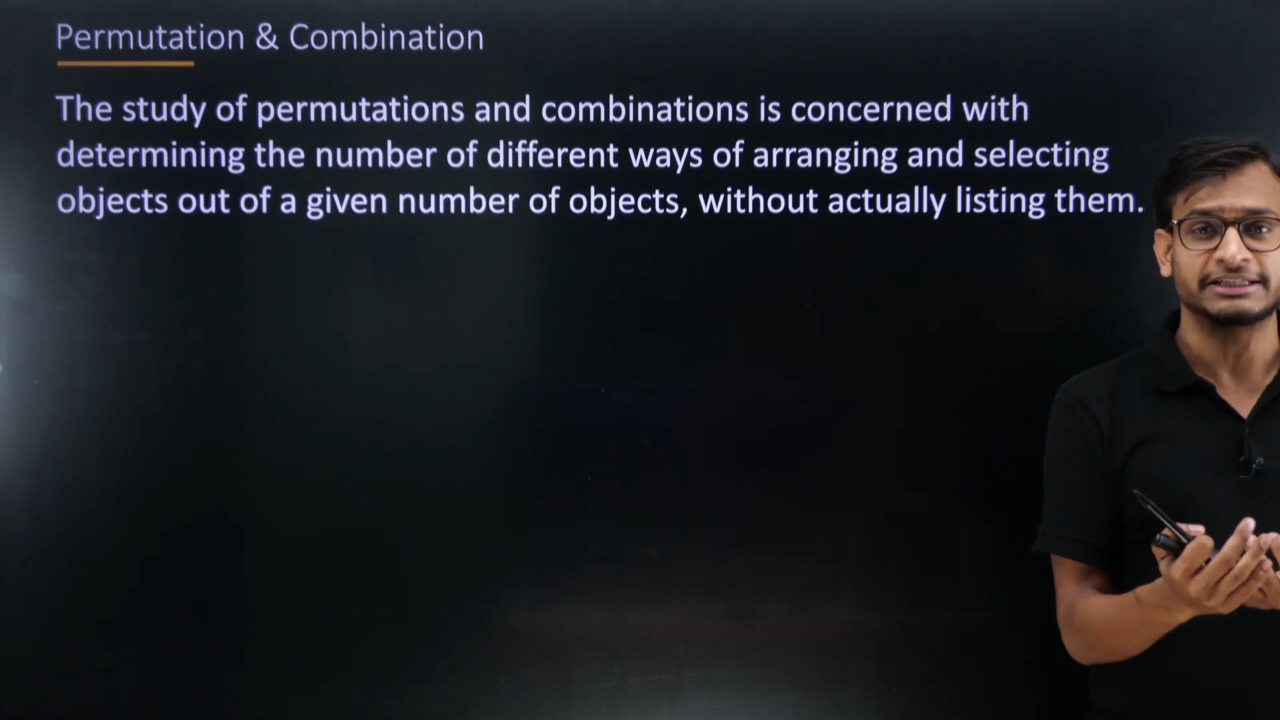 Permutation & Combination
The study of permutations and combinations is concerned with
determining the number of different ways of arranging and selecting
objects out of a given number of objects, without actually listing them.